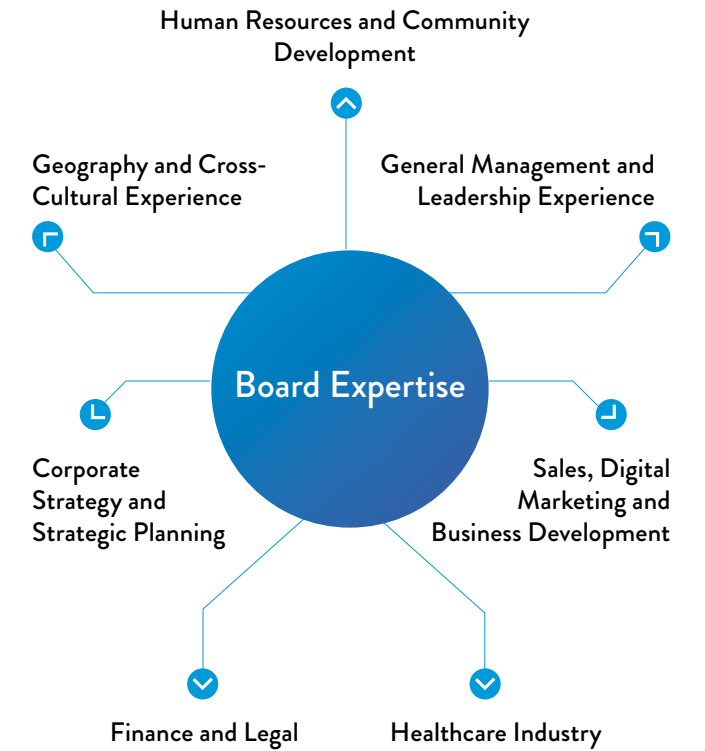 Human Resources and Community
Development
Geography and Cross-
Cultural Experience
General Management and
Leadership Experience
Board Expertise
Corporate
Strategy and
Strategic Planning
Sales, Digital
Marketing and
Business Development
Finance and Legal
Healthcare Industry